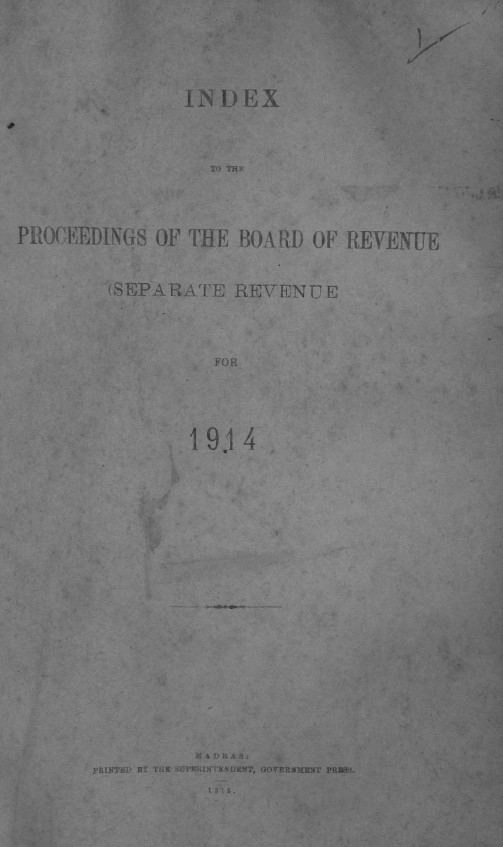 INDEX
TO THE
PROCEEDINGS OF THE BOARD OF REVENUE
(SEPARATE REVENUE
FOR
1914
MADRAS:
PRINTED BY THE SUPERINTENDENT, GOVERNMENT PRESS.
1915.